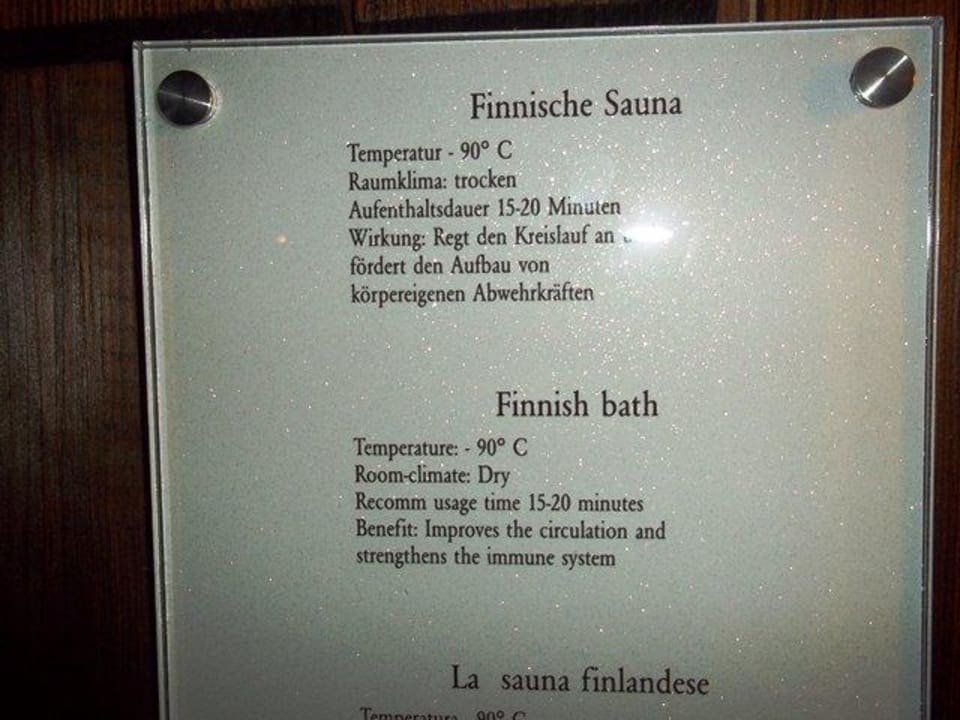 Finnische Sauna
Temperatur - 90° C
Raumklima: trocken
Aufenthaltsdauer 15-20 Minuten
Wirkung: Regt den Kreislauf an
fördert den Aufbau von
körpereigenen Abwehrkräften
Finnish bath
Temperature: - 90° C
Room-climate: Dry
Recomm usage time 15-20 minutes
Benefit: Improves the circulation and
strengthens the immune system
La sauna finlandese
Temperatura - 90° C